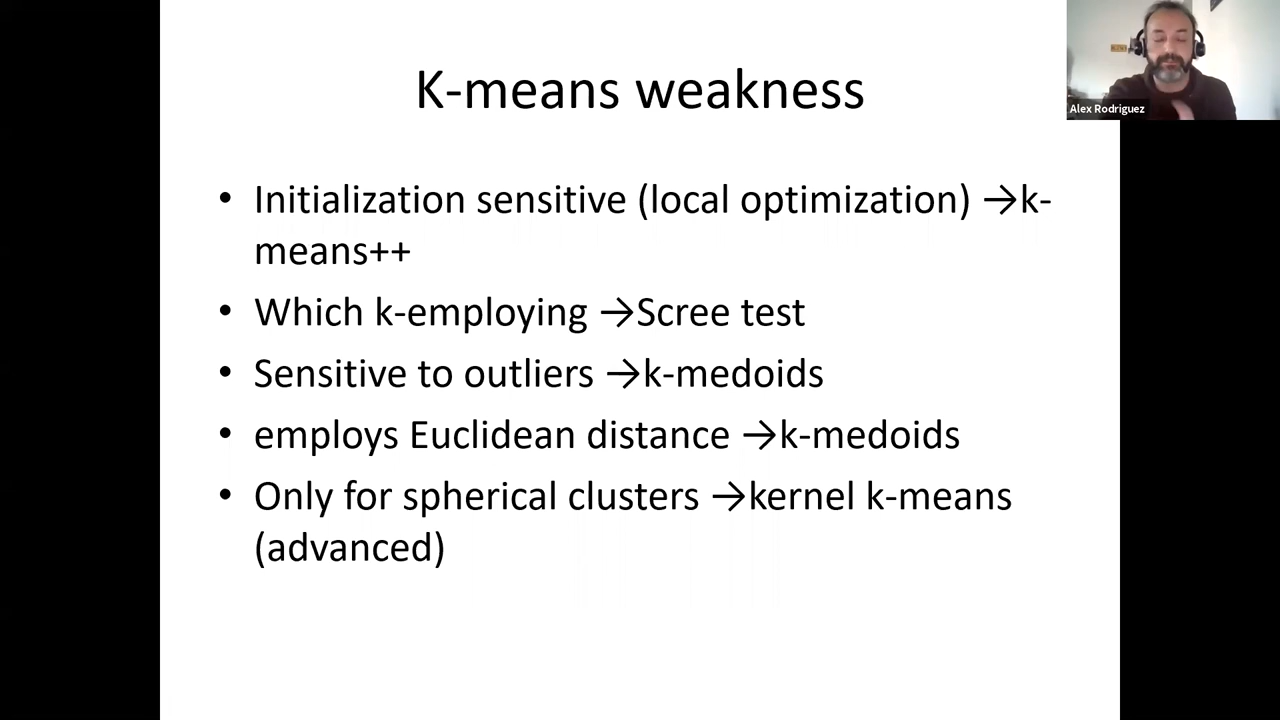 K-means weakness
Alex Rodriguez
• Initialization sensitive (local optimization) →k-
means++
• Which k-employing →Scree test
• Sensitive to outliers →k-medoids
• employs Euclidean distance →k-medoids
• Only for spherical clusters →kernel k-means
(advanced)